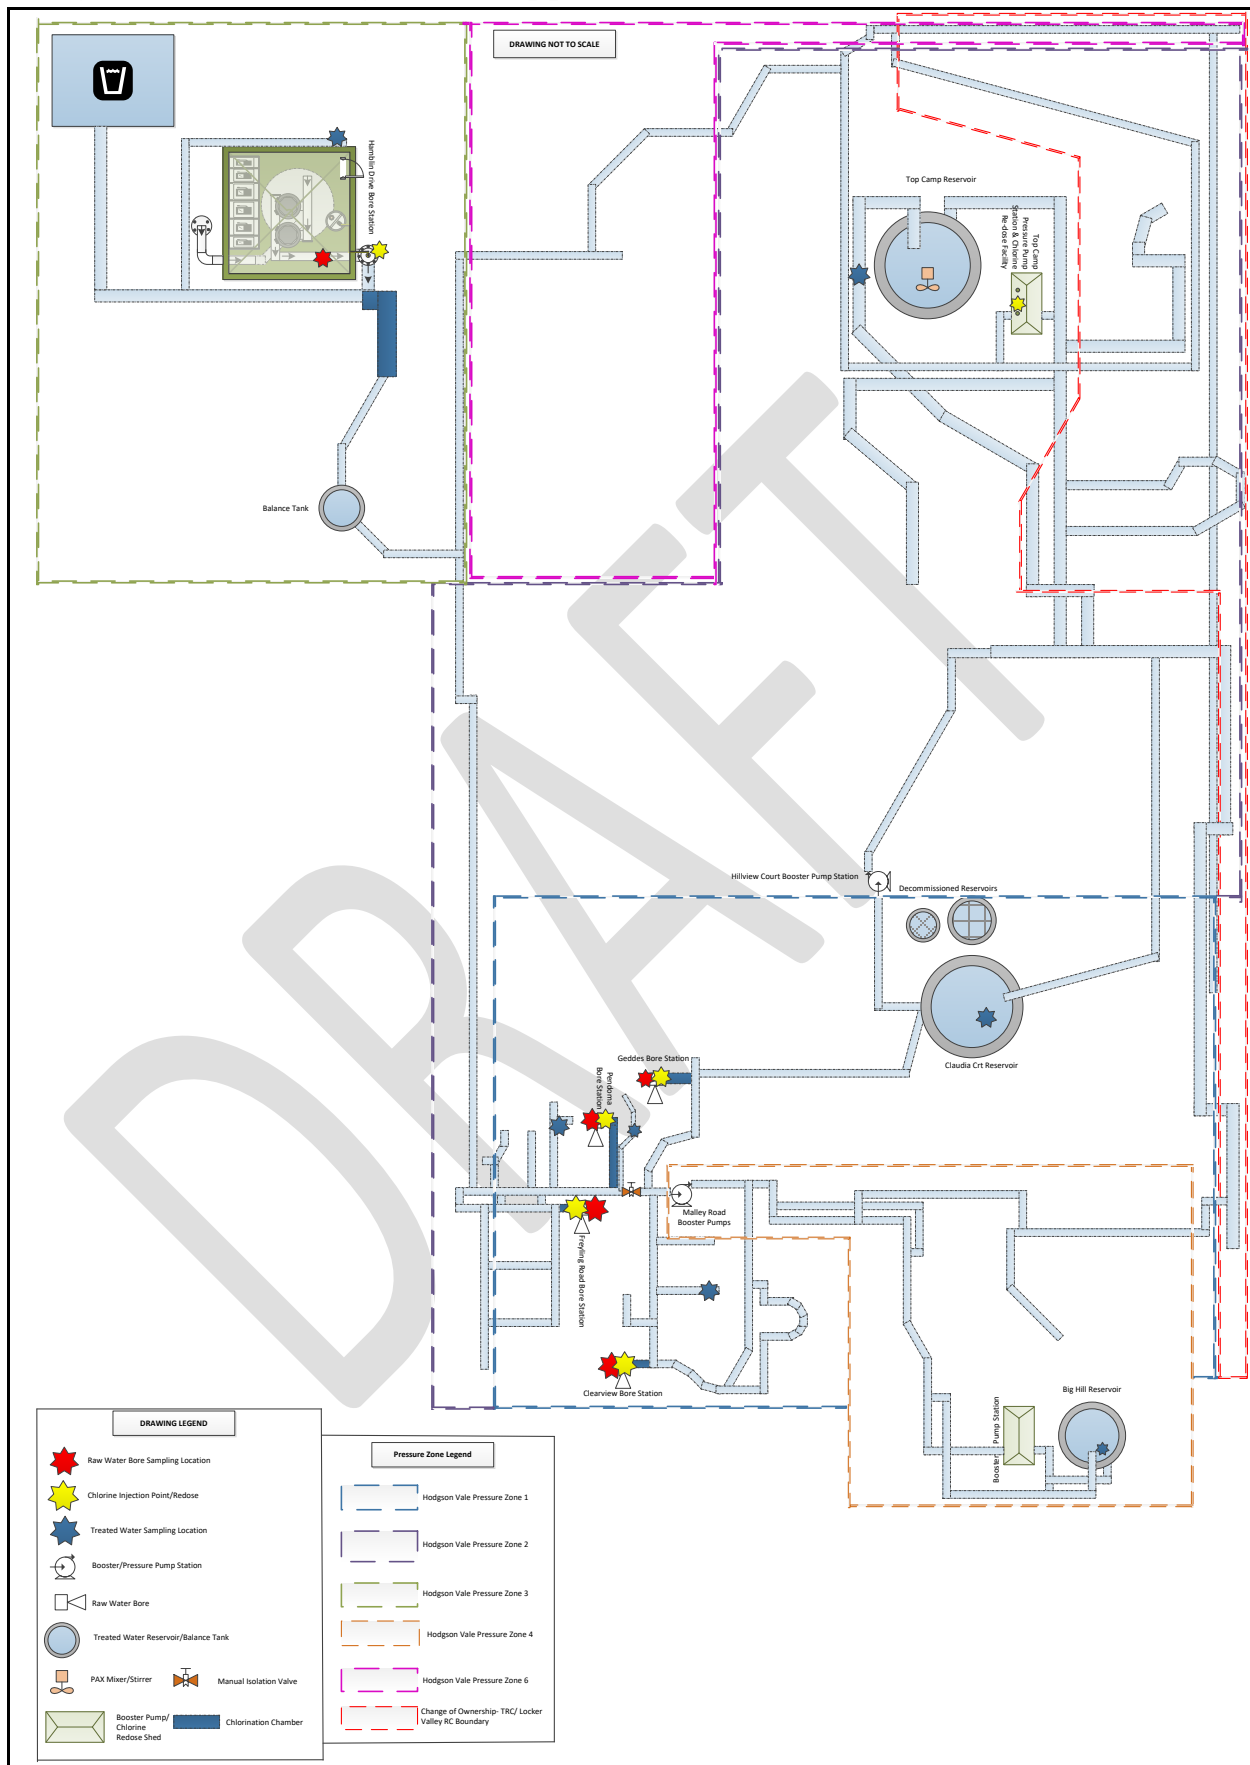 DRAWING NOT TO SCALE
Hamblin Drive Bore Station
Top Camp Reservoir
Top Camp
Pressure Pump
Station & Chlorine
Re-dose Facility
Balance Tank
DRAFT
Hillview Court Booster Pump Station
Decommissioned Reservoirs
Claudia Crt Reservoir
Geddes Bore Station
Pendoma
Bore Station
Malley Road
Booster Pumps
Freyling Road Bore Station
Clearview Bore Station
Big Hill Reservoir
Booster Pump Station
DRAWING LEGEND
Raw Water Bore Sampling Location
Chlorine Injection Point/Redose
Treated Water Sampling Location
Booster/Pressure Pump Station
Raw Water Bore
Treated Water Reservoir/Balance Tank
PAX Mixer/Stirrer
Manual Isolation Valve
Booster Pump/
Chlorine
Redose Shed
Chlorination Chamber
Pressure Zone Legend
Hodgson Vale Pressure Zone 1
Hodgson Vale Pressure Zone 2
Hodgson Vale Pressure Zone 3
Hodgson Vale Pressure Zone 4
Hodgson Vale Pressure Zone 6
Change of Ownership- TRC/ Locker
Valley RC Boundary